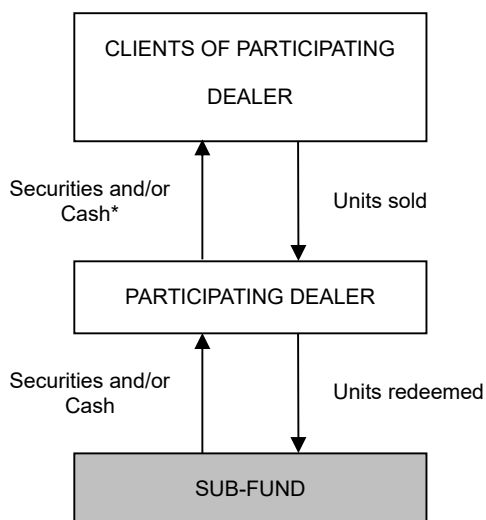 CLIENTS OF PARTICIPATING
DEALER
Securities and/or
Cash*
Units sold
PARTICIPATING DEALER
Securities and/or
Cash
Units redeemed
SUB-FUND